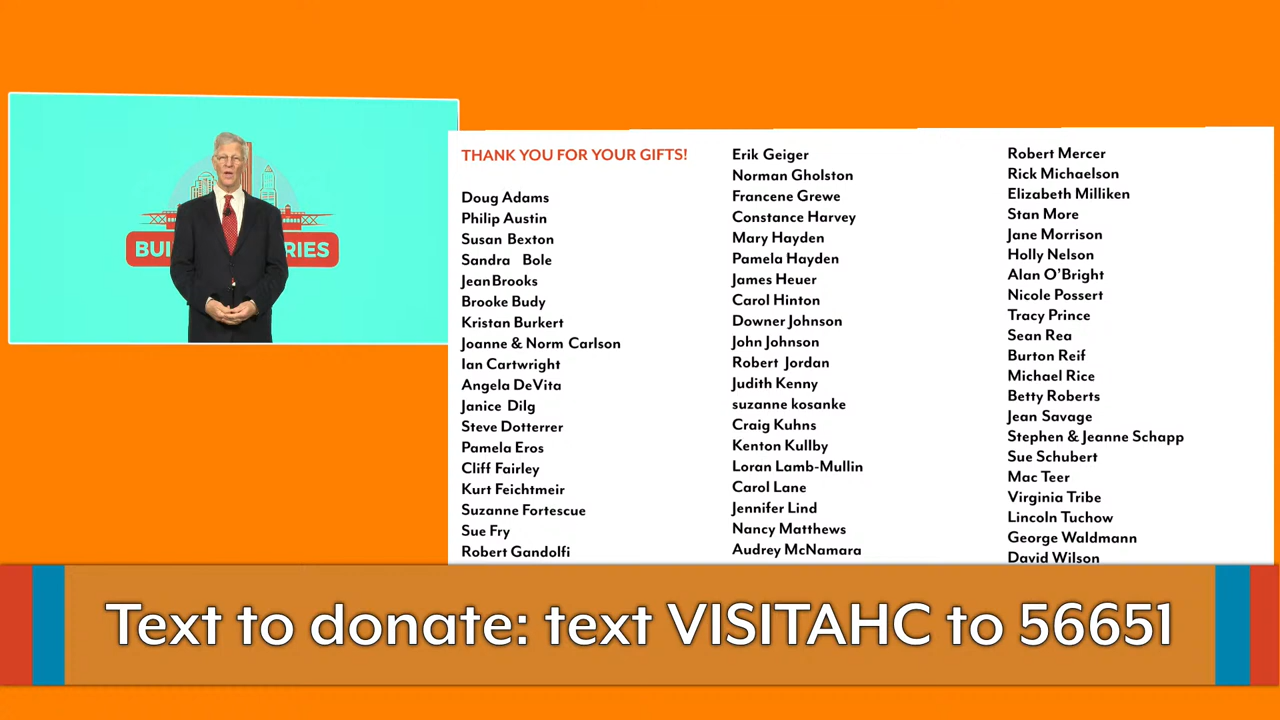 BUI RIES
THANK YOU FOR YOUR GIFTS!
Doug Adams
Philip Austin
Susan Bexton
Sandra Bole
Jean Brooks
Brooke Budy
Kristan Burkert
Joanne & Norm Carlson
Ian Cartwright
Angela DeVita
Janice Dilg
Steve Dotterrer
Pamela Eros
Cliff Fairley
Kurt Feichtmeir
Suzanne Fortescue
Sue Fry
Robert Gandolfi
Erik Geiger
Norman Gholston
Francene Grewe
Constance Harvey
Mary Hayden
Pamela Hayden
James Heuer
Carol Hinton
Downer Johnson
John Johnson
Robert Jordan
Judith Kenny
suzanne kosanke
Craig Kuhns
Kenton Kullby
Loran Lamb-Mullin
Carol Lane
Jennifer Lind
Nancy Matthews
Audrey McNamara
Robert Mercer
Rick Michaelson
Elizabeth Milliken
Stan More
Jane Morrison
Holly Nelson
Alan O’Bright
Nicole Possert
Tracy Prince
Sean Rea
Burton Reif
Michael Rice
Betty Roberts
Jean Savage
Stephen & Jeanne Schapp
Sue Schubert
Mac Teer
Virginia Tribe
Lincoln Tuchow
George Waldmann
David Wilson
Text to donate: text VISITAHC to 56651